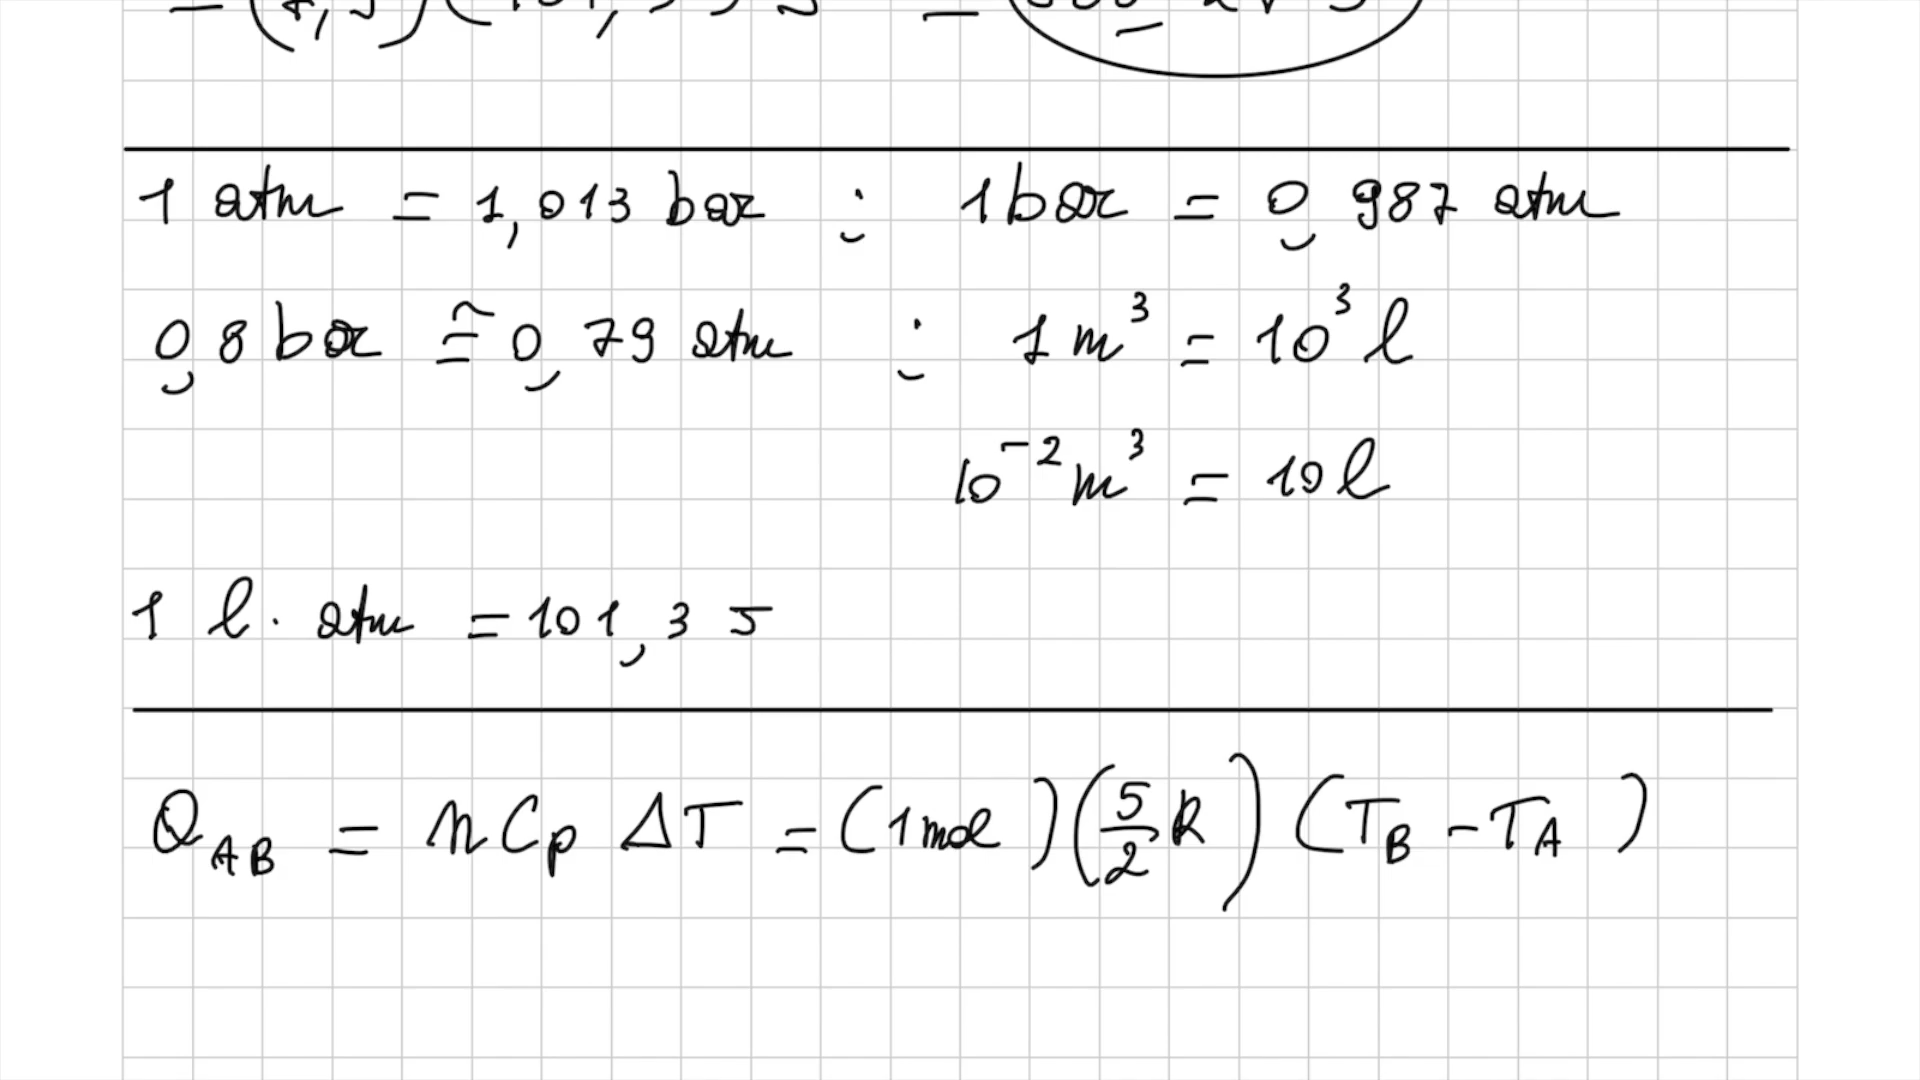 1 atm = 1,013 bar ; 1 bar = 0,987 atm
0,8 bar ≅ 0,79 atm ; 1 m³ = 10³ l
10⁻² m³ = 10 l
1 l · atm = 101,3 J
Q_AB = n C_p ΔT = (1 mol) (5/2 R) (T_B - T_A)